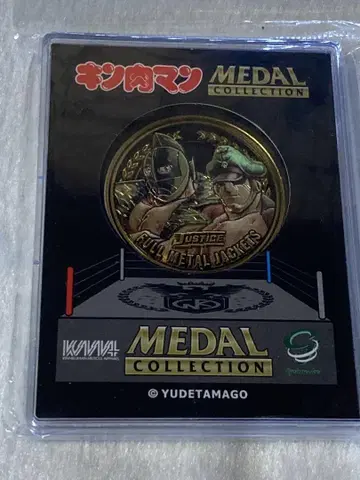 キン肉マン MEDAL
COLLECTION
JUSTICE
FULL METAL JACKETS
MEDAL
COLLECTION
© YUDETAMAGO